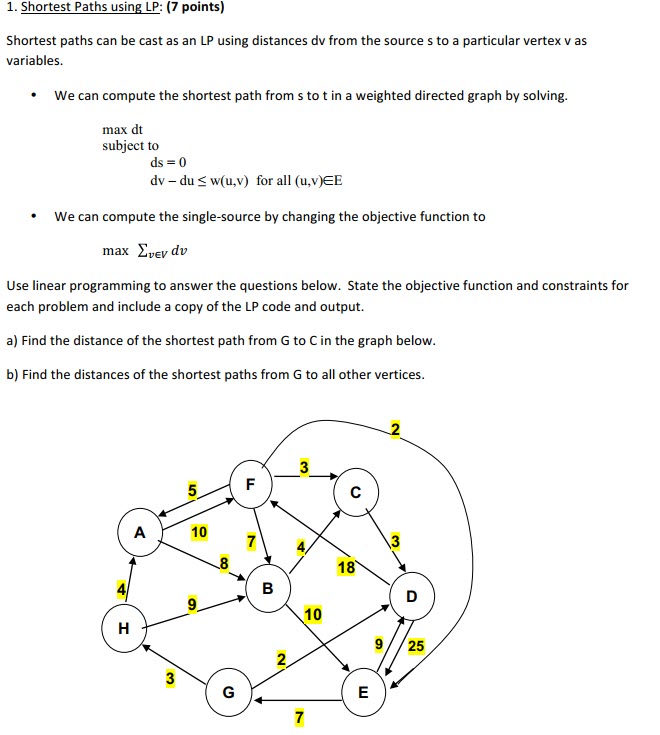 1. Shortest Paths using LP: (7 points)
Shortest paths can be cast as an LP using distances dv from the source s to a particular vertex v as
variables.
• We can compute the shortest path from s to t in a weighted directed graph by solving.
max dt
subject to
ds = 0
dv – du ≤ w(u,v) for all (u,v)∈E
• We can compute the single-source by changing the objective function to
max ∑v∈V dv
Use linear programming to answer the questions below. State the objective function and constraints for
each problem and include a copy of the LP code and output.
a) Find the distance of the shortest path from G to C in the graph below.
b) Find the distances of the shortest paths from G to all other vertices.
2
3
F
5
C
A
10
7
4
3
8
18
4
B
D
9
H
10
9
25
2
3
G
E
7